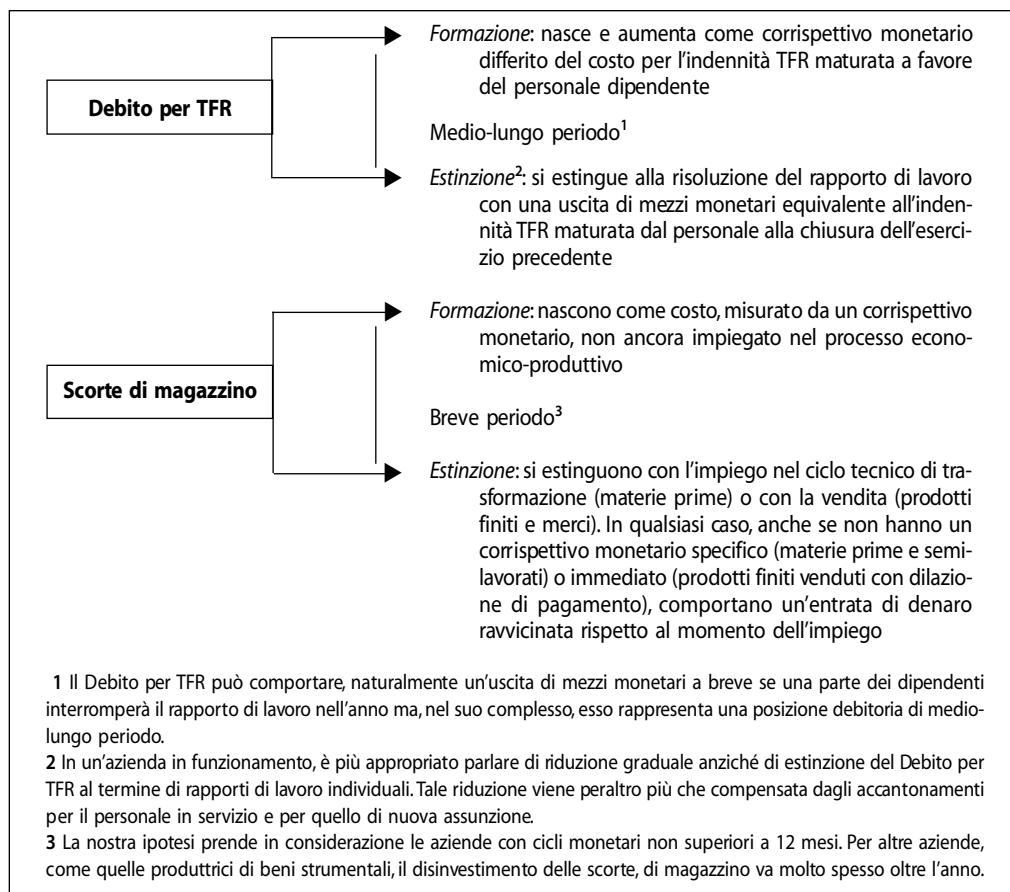 Formazione: nasce e aumenta come corrispettivo monetario
differito del costo per l'indennità TFR maturata a favore
del personale dipendente
Debito per TFR
Medio-lungo periodo¹
Estinzione²: si estingue alla risoluzione del rapporto di lavoro
con una uscita di mezzi monetari equivalente all'inden-
nità TFR maturata dal personale alla chiusura dell'eserci-
zio precedente
Formazione: nascono come costo, misurato da un corrispettivo
monetario, non ancora impiegato nel processo econo-
mico-produttivo
Scorte di magazzino
Breve periodo³
Estinzione: si estinguono con l'impiego nel ciclo tecnico di tra-
sformazione (materie prime) o con la vendita (prodotti
finiti e merci). In qualsiasi caso, anche se non hanno un
corrispettivo monetario specifico (materie prime e semi-
lavorati) o immediato (prodotti finiti venduti con dilazio-
ne di pagamento), comportano un'entrata di denaro
ravvicinata rispetto al momento dell'impiego
1 Il Debito per TFR può comportare, naturalmente un'uscita di mezzi monetari a breve se una parte dei dipendenti
interromperà il rapporto di lavoro nell'anno ma, nel suo complesso, esso rappresenta una posizione debitoria di medio-
lungo periodo.
2 In un'azienda in funzionamento, è più appropriato parlare di riduzione graduale anziché di estinzione del Debito per
TFR al termine di rapporti di lavoro individuali. Tale riduzione viene peraltro più che compensata dagli accantonamenti
per il personale in servizio e per quello di nuova assunzione.
3 La nostra ipotesi prende in considerazione le aziende con cicli monetari non superiori a 12 mesi. Per altre aziende,
come quelle produttrici di beni strumentali, il disinvestimento delle scorte, di magazzino va molto spesso oltre l'anno.